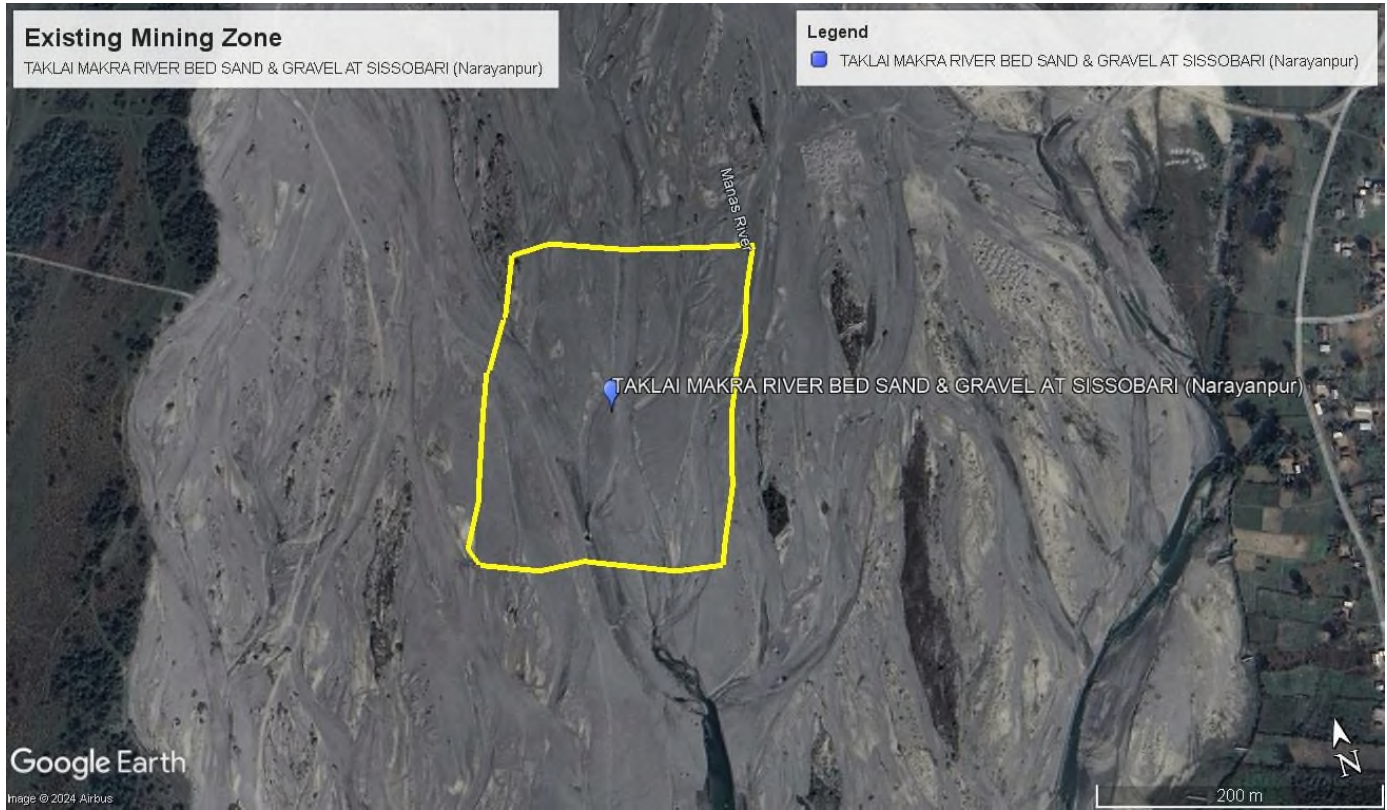 Existing Mining Zone
TAKLAI MAKRA RIVER BED SAND & GRAVEL AT SISSOBARI (Narayanpur)
Legend
TAKLAI MAKRA RIVER BED SAND & GRAVEL AT SISSOBARI (Narayanpur)
Manas River
TAKLAI MAKRA RIVER BED SAND & GRAVEL AT SISSOBARI (Narayanpur)
N
Google Earth
Image © 2024 Airbus
200 m